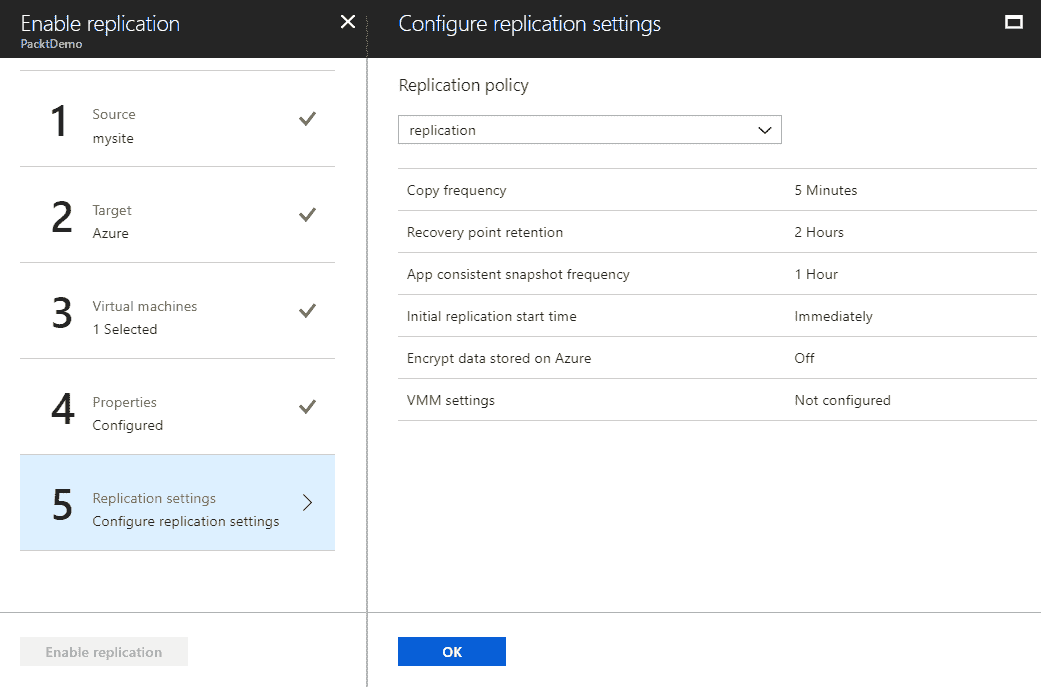 Enable replication
PacktDemo
1
Source
mysite
2
Target
Azure
3
Virtual machines
1 Selected
4
Properties
Configured
5
Replication settings
Configure replication settings
Enable replication
Configure replication settings
Replication policy
replication
Copy frequency 5 Minutes
Recovery point retention 2 Hours
App consistent snapshot frequency 1 Hour
Initial replication start time Immediately
Encrypt data stored on Azure Off
VMM settings Not configured
OK